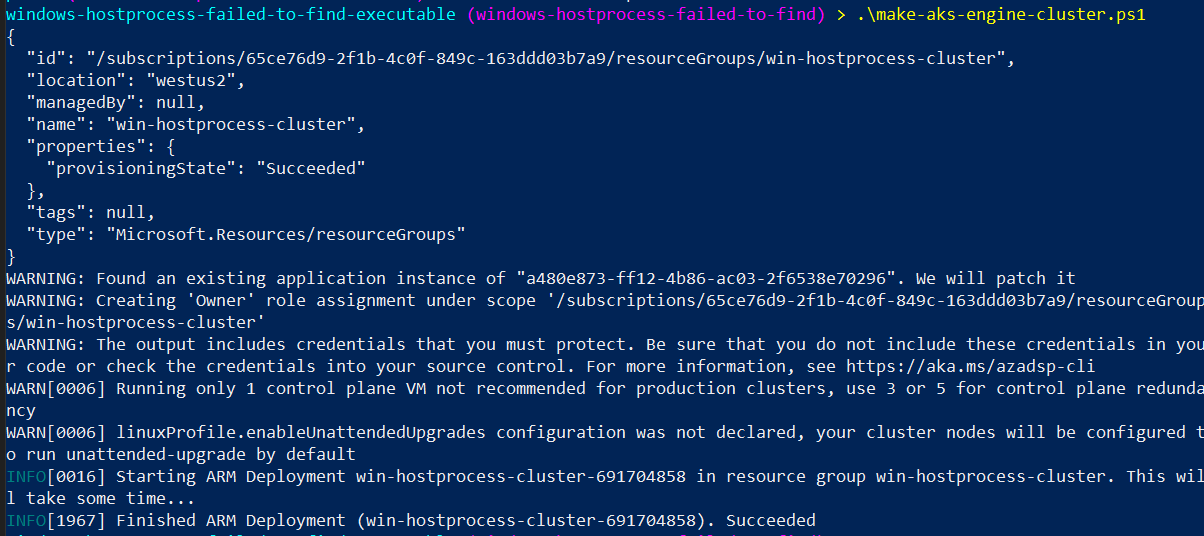 windows-hostprocess-failed-to-find-executable (windows-hostprocess-failed-to-find) > .\make-aks-engine-cluster.ps1
{
  "id": "/subscriptions/65ce76d9-2f1b-4c0f-849c-163ddd03b7a9/resourceGroups/win-hostprocess-cluster",
  "location": "westus2",
  "managedBy": null,
  "name": "win-hostprocess-cluster",
  "properties": {
    "provisioningState": "Succeeded"
  },
  "tags": null,
  "type": "Microsoft.Resources/resourceGroups"
}
WARNING: Found an existing application instance of "a480e873-ff12-4b86-ac03-2f6538e70296". We will patch it
WARNING: Creating 'Owner' role assignment under scope '/subscriptions/65ce76d9-2f1b-4c0f-849c-163ddd03b7a9/resourceGroup
s/win-hostprocess-cluster'
WARNING: The output includes credentials that you must protect. Be sure that you do not include these credentials in you
r code or check the credentials into your source control. For more information, see https://aka.ms/azadsp-cli
WARN[0006] Running only 1 control plane VM not recommended for production clusters, use 3 or 5 for control plane redunda
ncy
WARN[0006] linuxProfile.enableUnattendedUpgrades configuration was not declared, your cluster nodes will be configured t
o run unattended-upgrade by default
INFO[0016] Starting ARM Deployment win-hostprocess-cluster-691704858 in resource group win-hostprocess-cluster. This wil
l take some time...
INFO[1967] Finished ARM Deployment (win-hostprocess-cluster-691704858). Succeeded